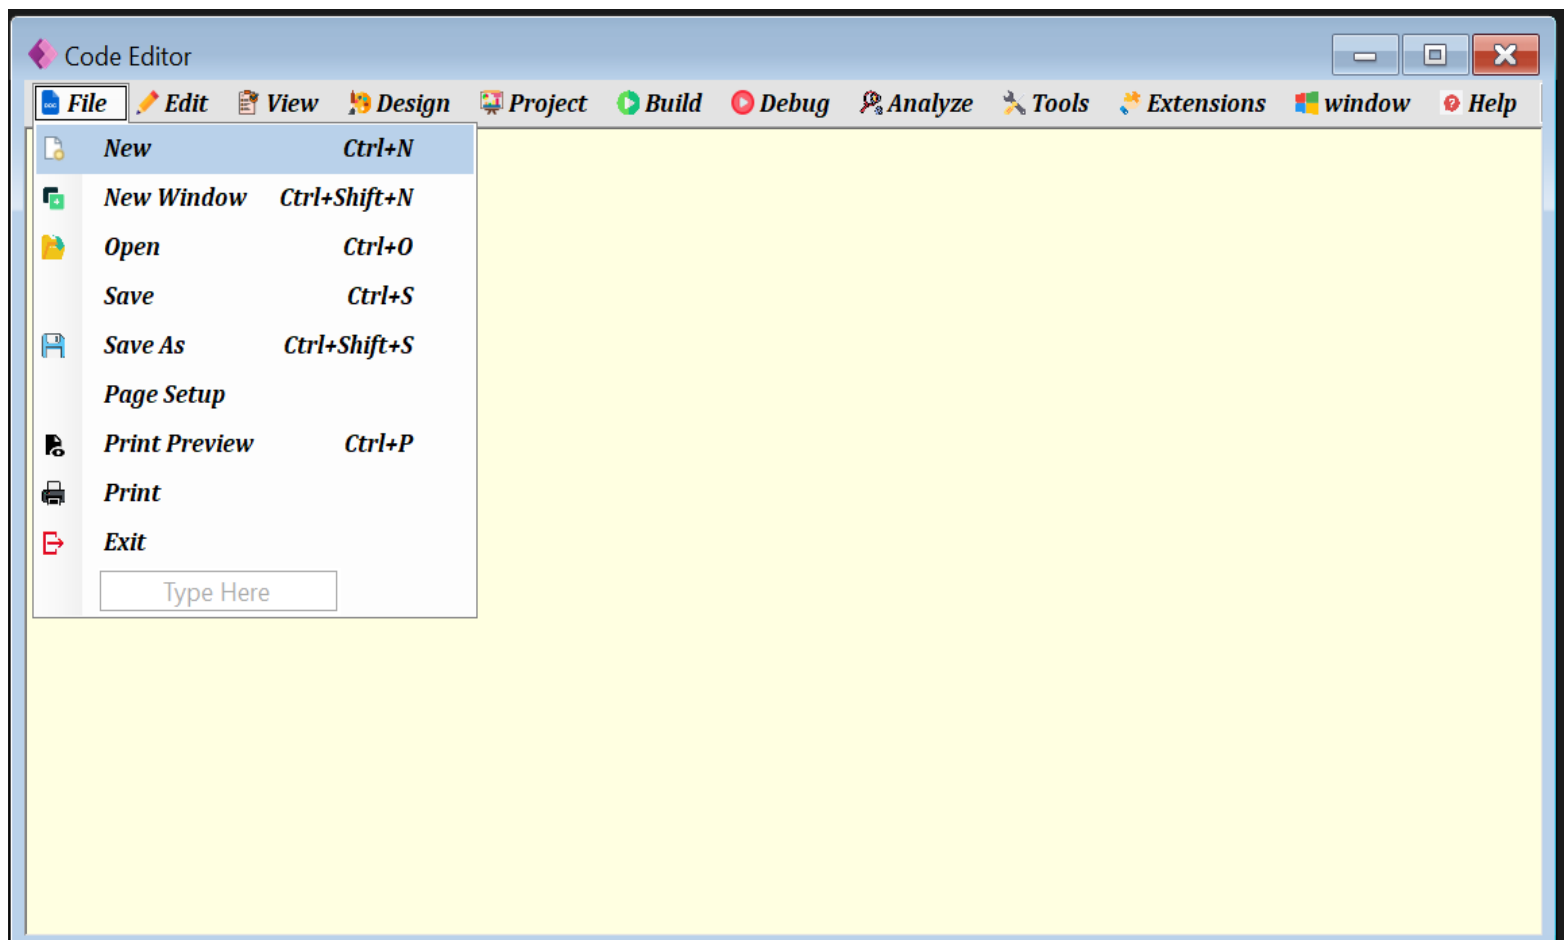 Code Editor
File Edit View Design Project Build Debug Analyze Tools Extensions window Help
New Ctrl+N
New Window Ctrl+Shift+N
Open Ctrl+O
Save Ctrl+S
Save As Ctrl+Shift+S
Page Setup
Print Preview Ctrl+P
Print
Exit
Type Here